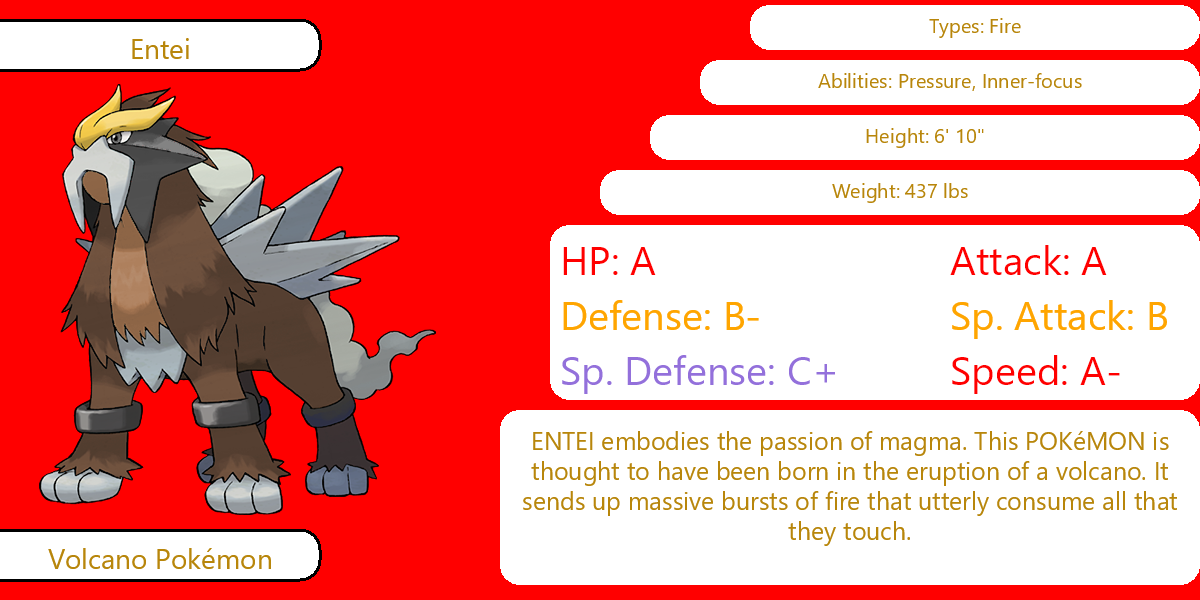 Entei
Types: Fire
Abilities: Pressure, Inner-focus
Height: 6' 10"
Weight: 437 lbs
HP: A
Attack: A
Defense: B-
Sp. Attack: B
Sp. Defense: C+
Speed: A-
ENTEI embodies the passion of magma. This POKéMON is
thought to have been born in the eruption of a volcano. It
sends up massive bursts of fire that utterly consume all that
they touch.
Volcano Pokémon